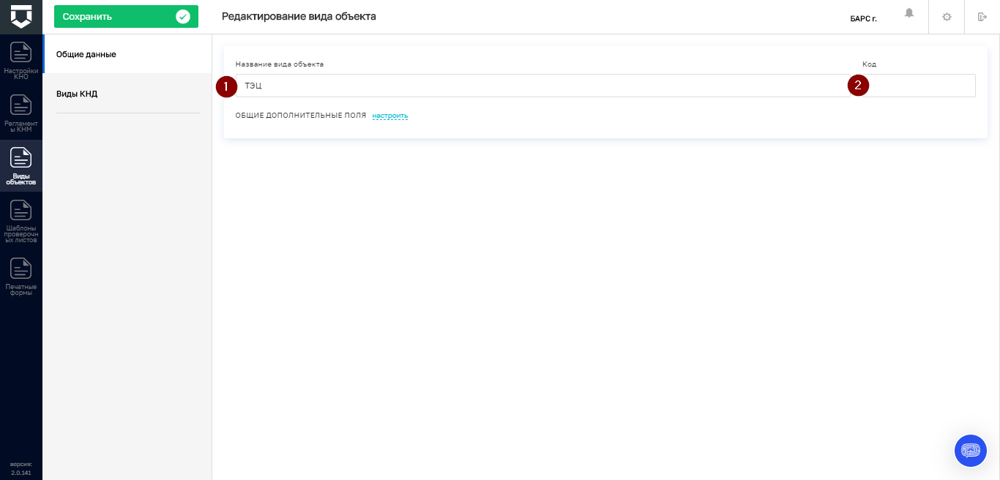 Сохранить
Редактирование вида объекта
БАРС г.
Настройки
КНО
Регламент
ы КНМ
Виды
объектов
Шаблоны
проверочн
ых листов
Печатные
формы
версия:
2.0.141
Общие данные
Виды КНД
Название вида объекта
Код
1
ТЭЦ
2
ОБЩИЕ ДОПОЛНИТЕЛЬНЫЕ ПОЛЯ настроить